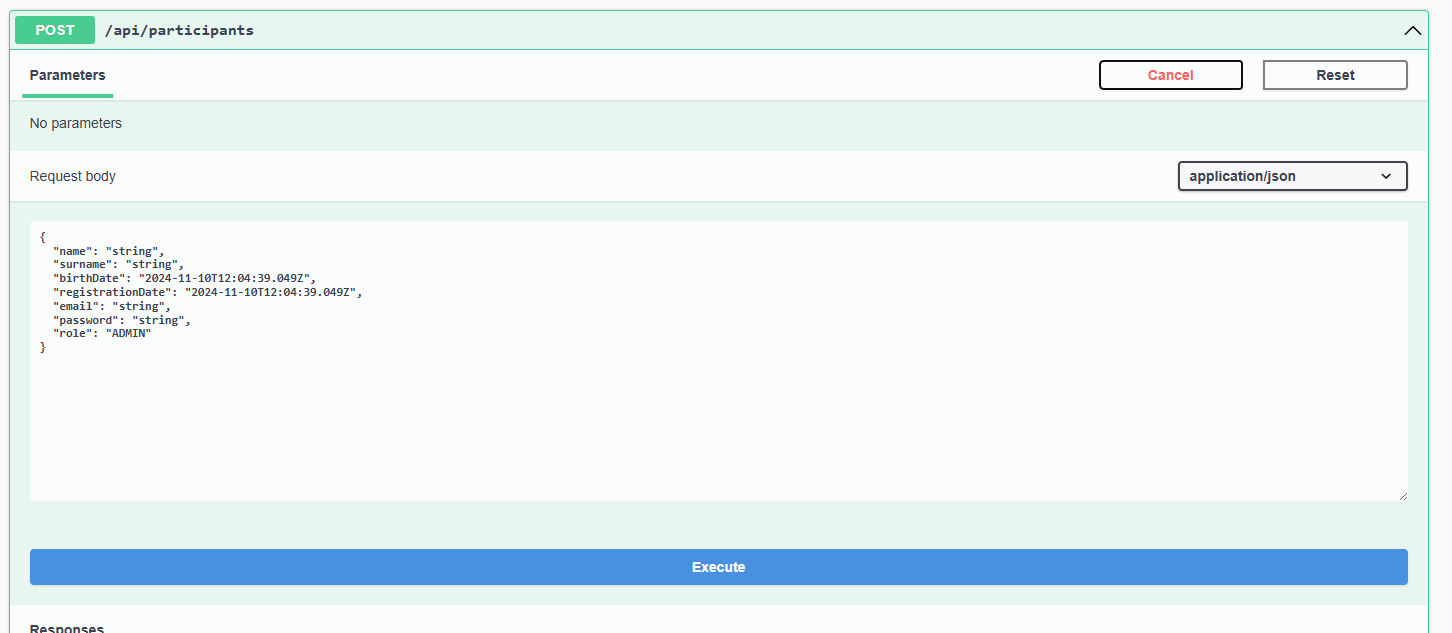 POST /api/participants
Parameters Cancel Reset
No parameters
Request body application/json
{
  "name": "string",
  "surname": "string",
  "birthDate": "2024-11-10T12:04:39.049Z",
  "registrationDate": "2024-11-10T12:04:39.049Z",
  "email": "string",
  "password": "string",
  "role": "ADMIN"
}
Execute
Responses